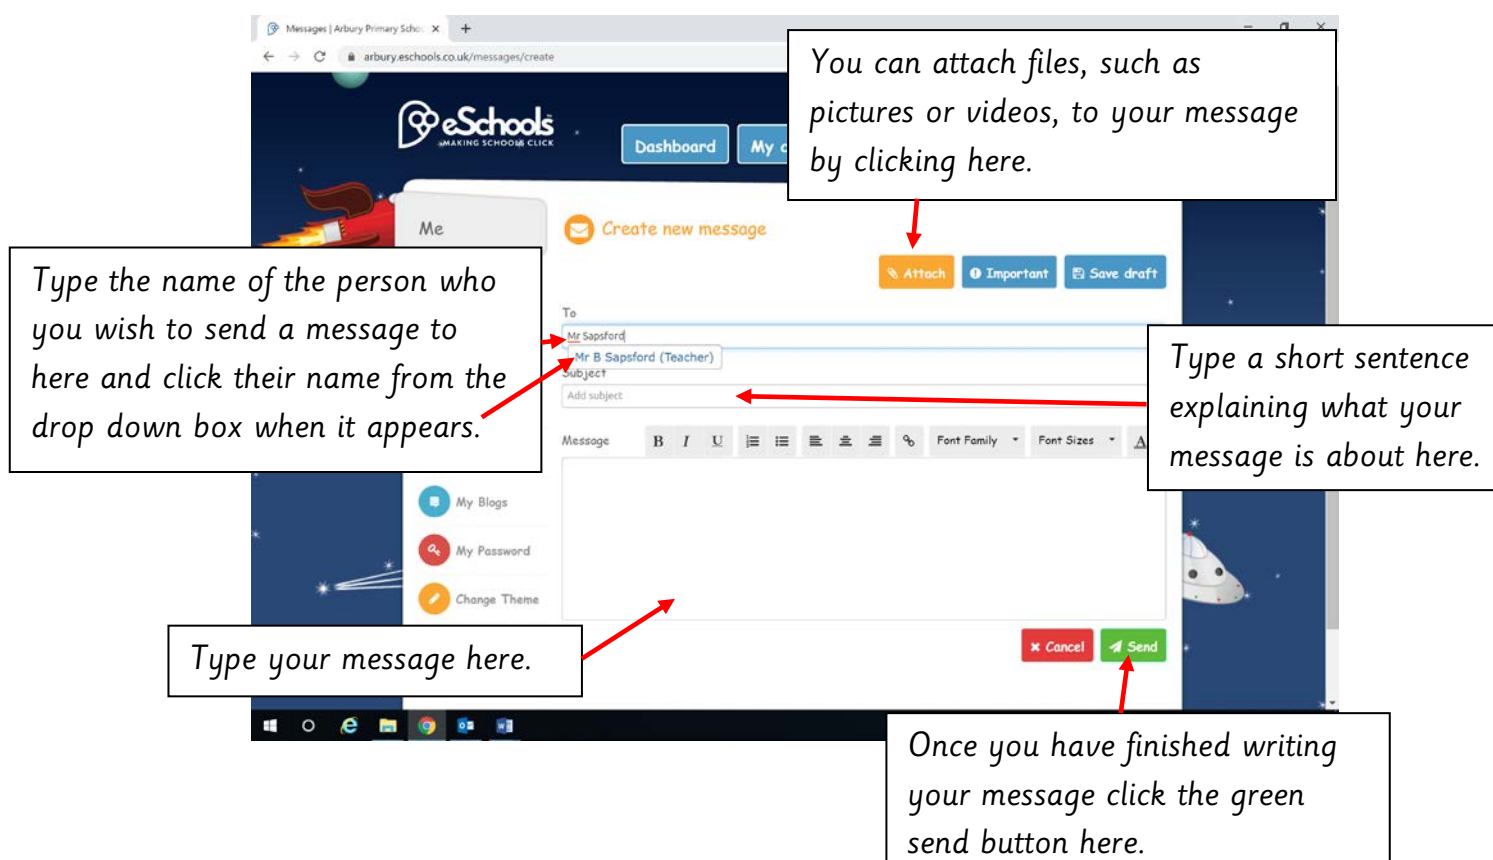 Messages | Arbury Primary Schoo
arbury.eschools.co.uk/messages/create
You can attach files, such as
pictures or videos, to your message
by clicking here.
eSchools
MAKING SCHOOLS CLICK
Dashboard
My
Me
Create new message
Attach
Important
Save draft
Type the name of the person who
you wish to send a message to
here and click their name from the
drop down box when it appears.
To
Mr Sapsford
Mr B Sapsford (Teacher)
Subject
Add subject
Type a short sentence
explaining what your
message is about here.
Message B I U Font Family Font Sizes A
My Blogs
My Password
Change Theme
Type your message here.
Cancel
Send
Once you have finished writing
your message click the green
send button here.